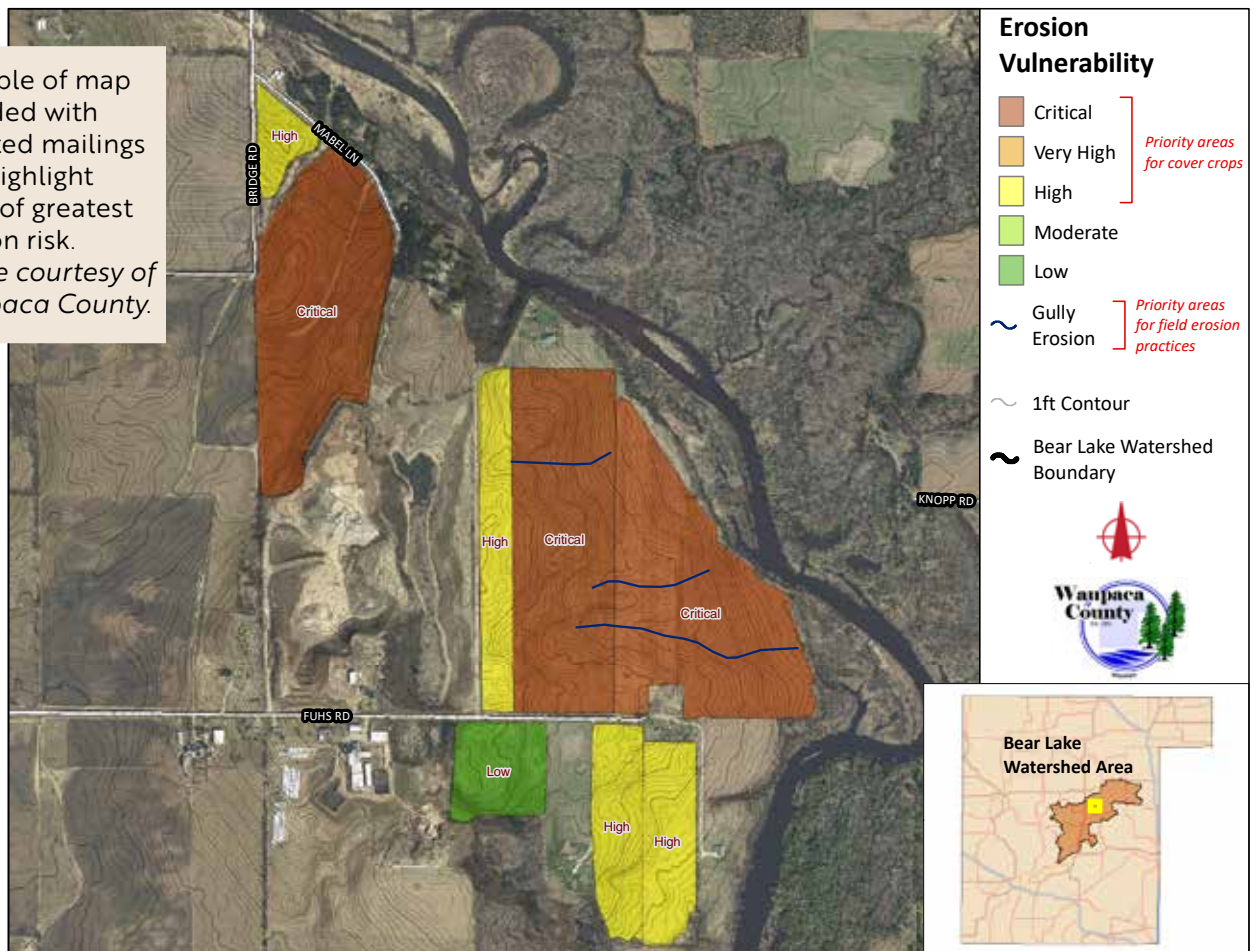 ple of map
ded with
ed mailings
ighlight
of greatest
on risk.
e courtesy of
paca County.
High
MABEL LN
BRIDGE RD
Critical
High
Critical
Critical
KNOPP RD
FUHS RD
Low
High
High
Erosion
Vulnerability
Critical
Very High
High
Priority areas
for cover crops
Moderate
Low
Gully
Erosion
Priority areas
for field erosion
practices
1ft Contour
Bear Lake Watershed
Boundary
Waupaca
County
Bear Lake
Watershed Area